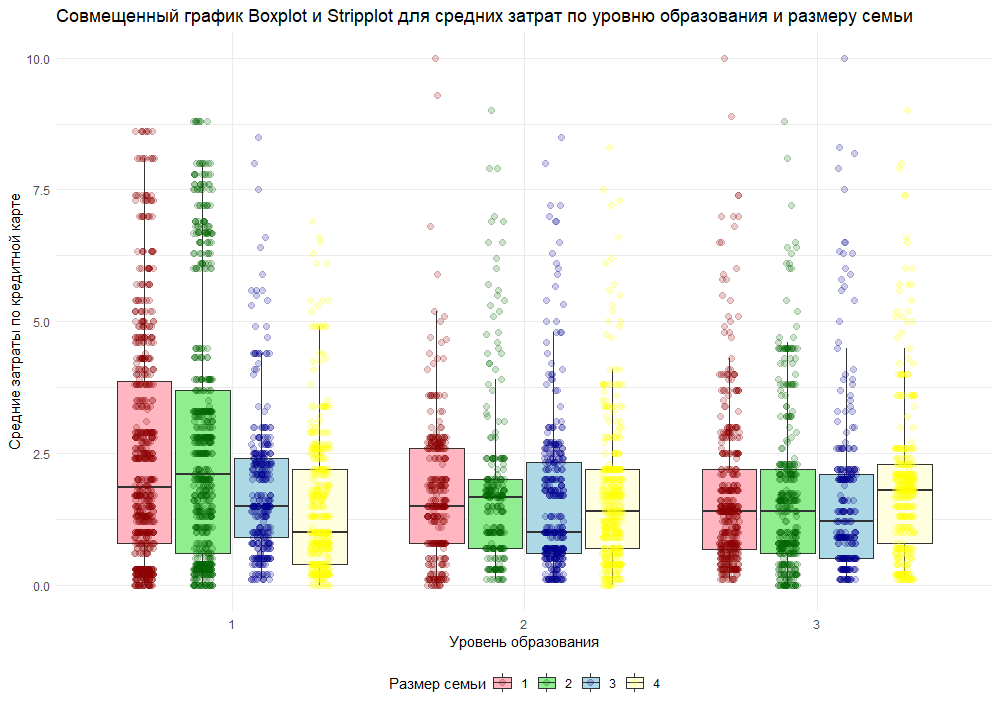 Совмещенный график Boxplot и Stripplot для средних затрат по уровню образования и размеру семьи
Средние затраты по кредитной карте
10.0
7.5
5.0
2.5
0.0
1 2 3
Уровень образования
Размер семьи 1 2 3 4